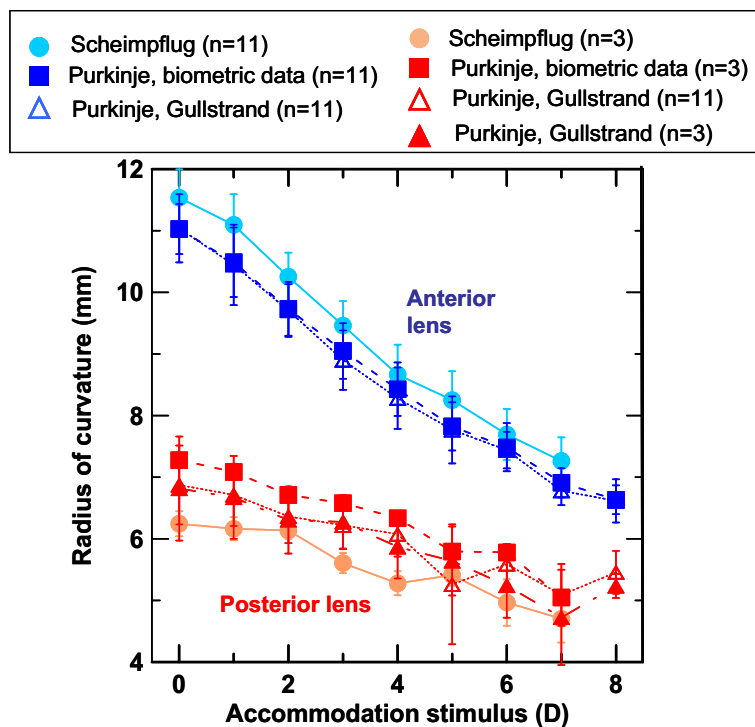 Scheimpflug (n=11)
Purkinje, biometric data (n=11)
Purkinje, Gullstrand (n=11)
Scheimpflug (n=3)
Purkinje, biometric data (n=3)
Purkinje, Gullstrand (n=11)
Purkinje, Gullstrand (n=3)
12
10
8
6
4
Radius of curvature (mm)
Anterior
lens
Posterior lens
0 2 4 6 8
Accommodation stimulus (D)